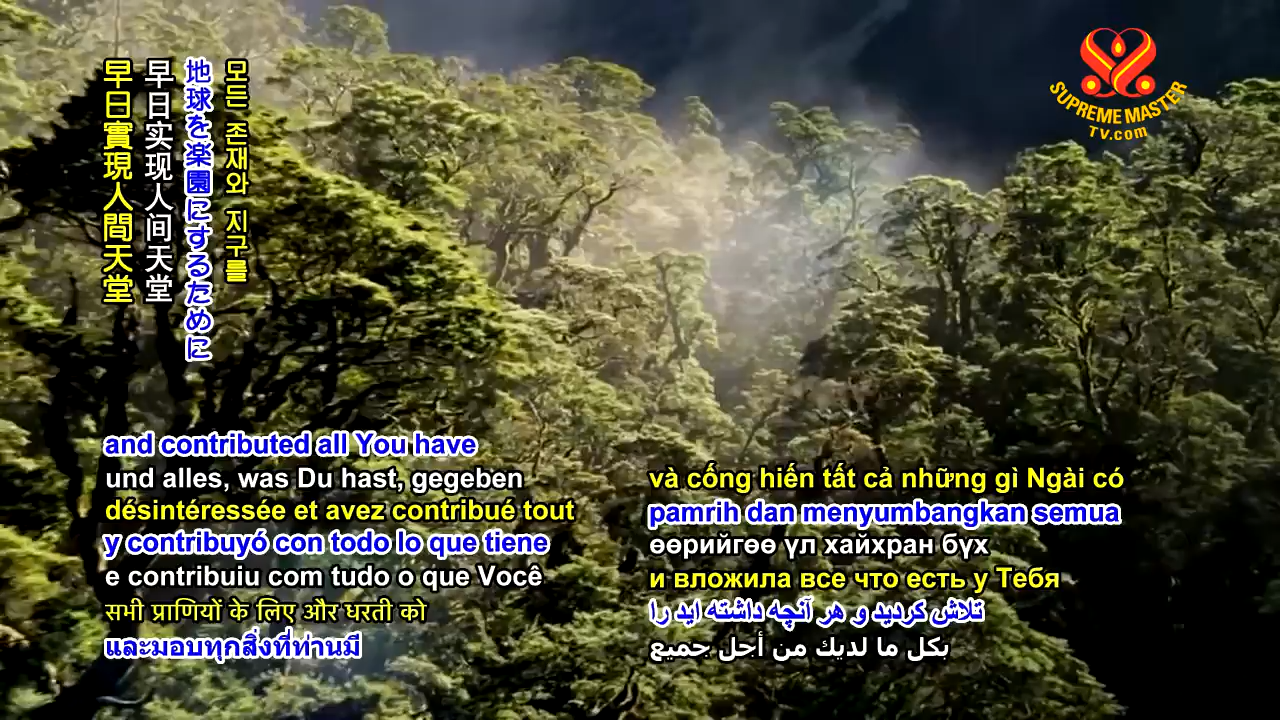 早日實現人間天堂
早日实现人间天堂
地球を楽園にするために
모든 존재와 지구를
SUPREME MASTER
TV.com
and contributed all You have
und alles, was Du hast, gegeben
désintéressée et avez contribué tout
y contribuyó con todo lo que tiene
e contribuiu com tudo o que Você
सभी प्राणियों के लिए और धरती को
และมอบทุกสิ่งที่ท่านมี
và cống hiến tất cả những gì Ngài có
pamrih dan menyumbangkan semua
өөрийгөө үл хайхран бүх
и вложила все что есть у Тебя
تلاش کردید و هر آنچه داشته اید را
بكل ما لديك من أجل جميع